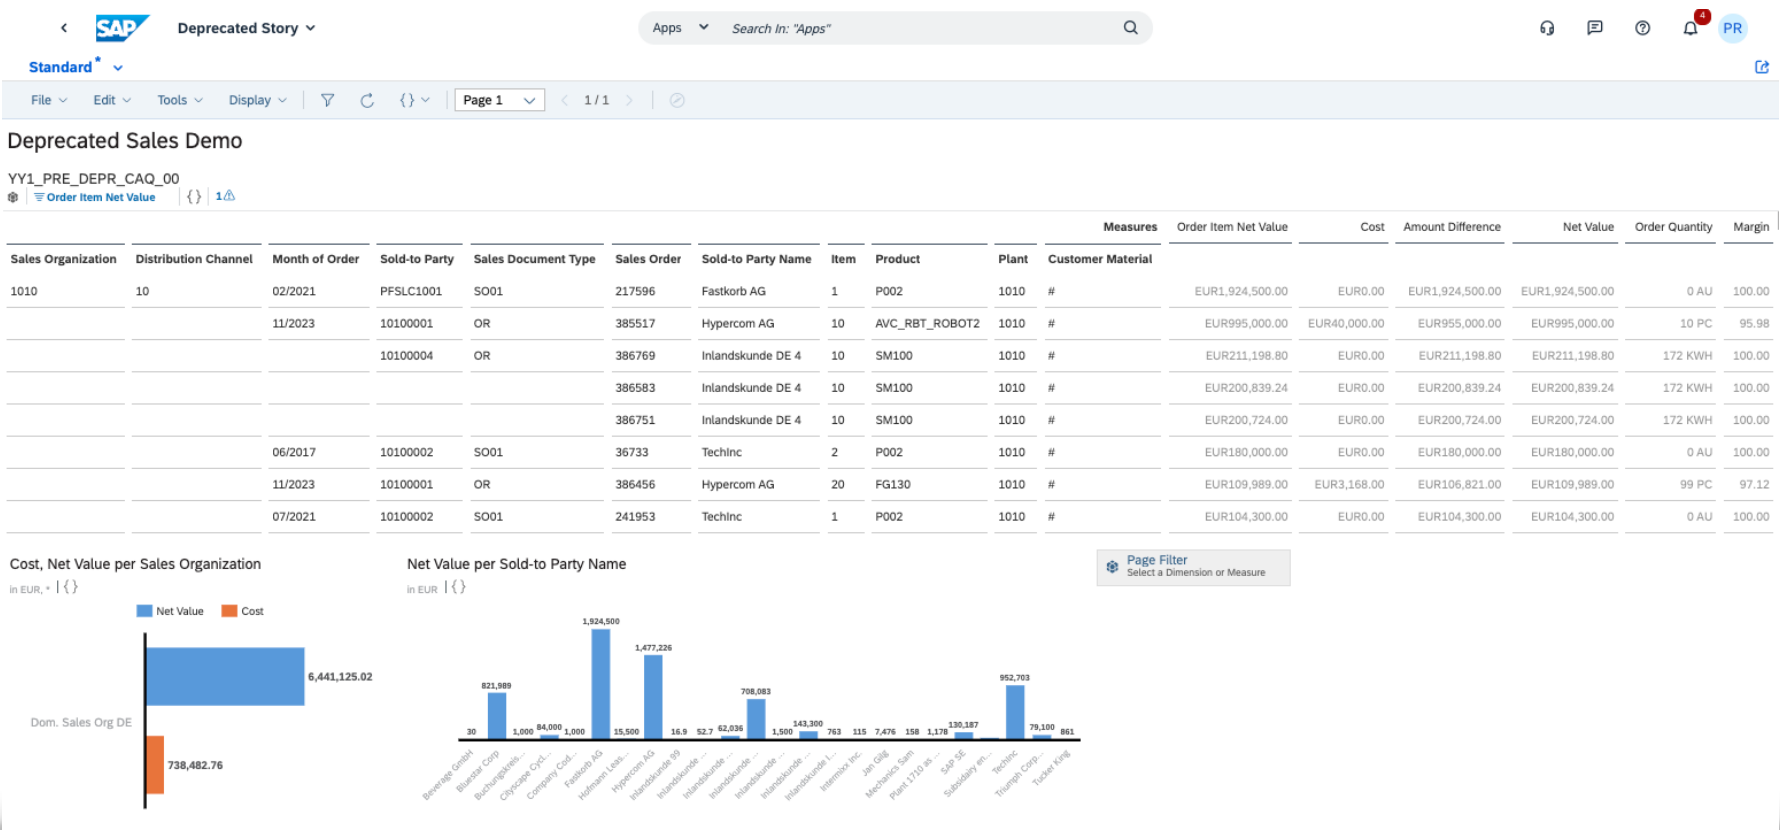 SAP Deprecated Story Apps Search In: "Apps" 4 PR
Standard *
File Edit Tools Display { } Page 1 1 / 1
Deprecated Sales Demo
YY1_PRE_DEPR_CAQ_00
Order Item Net Value { } 1
Measures Order Item Net Value Cost Amount Difference Net Value Order Quantity Margin
Sales Organization Distribution Channel Month of Order Sold-to Party Sales Document Type Sales Order Sold-to Party Name Item Product Plant Customer Material
1010 10 02/2021 PFSLC1001 SO01 217596 Fastkorb AG 1 P002 1010 # EUR1,924,500.00 EUR0.00 EUR1,924,500.00 EUR1,924,500.00 0 AU 100.00
11/2023 10100001 OR 385517 Hypercom AG 10 AVC_RBT_ROBOT2 1010 # EUR995,000.00 EUR40,000.00 EUR955,000.00 EUR995,000.00 10 PC 95.98
10100004 OR 386769 Inlandskunde DE 4 10 SM100 1010 # EUR211,198.80 EUR0.00 EUR211,198.80 EUR211,198.80 172 KWH 100.00
386583 Inlandskunde DE 4 10 SM100 1010 # EUR200,839.24 EUR0.00 EUR200,839.24 EUR200,839.24 172 KWH 100.00
386751 Inlandskunde DE 4 10 SM100 1010 # EUR200,724.00 EUR0.00 EUR200,724.00 EUR200,724.00 172 KWH 100.00
06/2017 10100002 SO01 36733 TechInc 2 P002 1010 # EUR180,000.00 EUR0.00 EUR180,000.00 EUR180,000.00 0 AU 100.00
11/2023 10100001 OR 386456 Hypercom AG 20 FG130 1010 # EUR109,989.00 EUR3,168.00 EUR106,821.00 EUR109,989.00 99 PC 97.12
07/2021 10100002 SO01 241953 TechInc 1 P002 1010 # EUR104,300.00 EUR0.00 EUR104,300.00 EUR104,300.00 0 AU 100.00
Cost, Net Value per Sales Organization
in EUR, * | { }
Net Value Cost
6,441,125.02
Dom. Sales Org DE
738,482.76
Net Value per Sold-to Party Name
in EUR | { }
30 821,989 1,000 84,000 1,000 1,924,500 15,500 1,477,226 16.9 52.7 62,036 708,083 1,500 143,300 763 115 7,476 158 1,178 130,187 952,703 79,100 861
Beverage GmbH
Bluestar Corp
Buchungskreis...
Cityscape Cycl...
Company Cod...
Fastkorb AG
Hofmann Leas...
Hypercom AG
Inlandskunde 99
Inlandskunde ...
Inlandskunde ...
Inlandskunde ...
Inlandskunde ...
Inlandskunde ...
Inlandskunde I...
Intermixx Inc.
Jan Gilg
Mechanics Sam
Plant 1710 as ...
SAP SE
Subsidairy en...
TechInc
Triumph Corp...
Tucker King
Page Filter
Select a Dimension or Measure